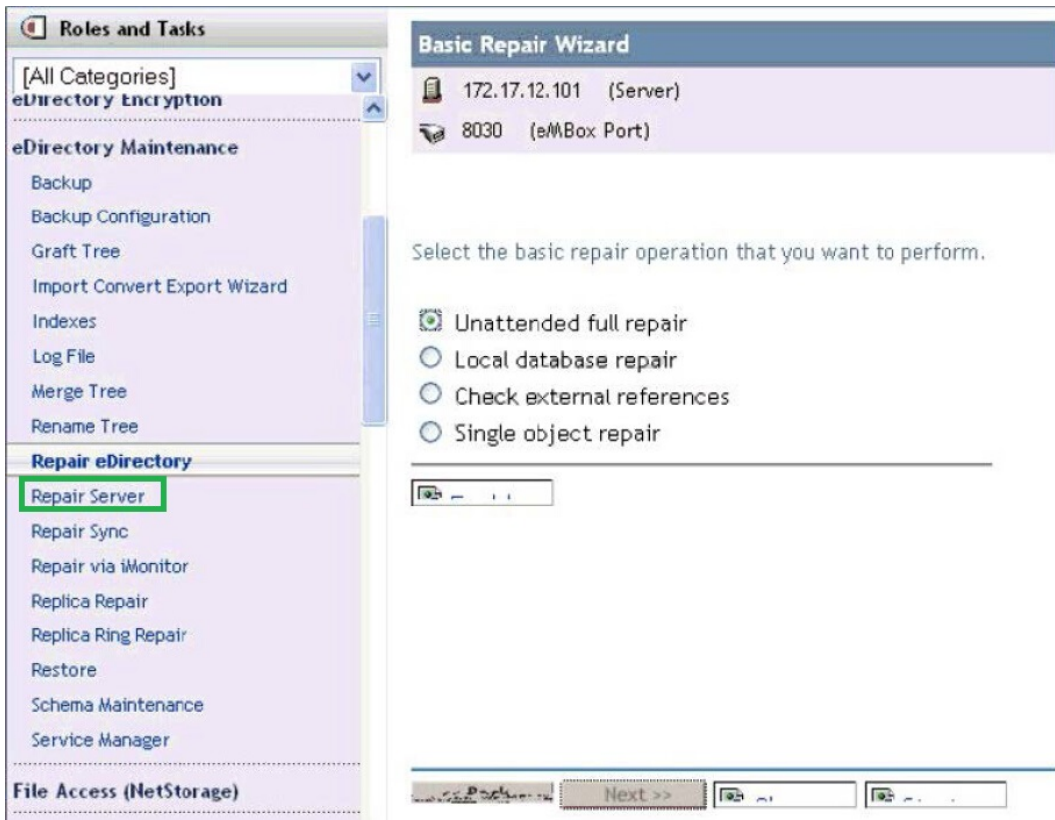 Roles and Tasks
[All Categories]
eDirectory Encryption
eDirectory Maintenance
Backup
Backup Configuration
Graft Tree
Import Convert Export Wizard
Indexes
Log File
Merge Tree
Rename Tree
Repair eDirectory
Repair Server
Repair Sync
Repair via iMonitor
Replica Repair
Replica Ring Repair
Restore
Schema Maintenance
Service Manager
File Access (NetStorage)
Basic Repair Wizard
172.17.12.101 (Server)
8030 (eMBox Port)
Select the basic repair operation that you want to perform.
Unattended full repair
Local database repair
Check external references
Single object repair
Next >>